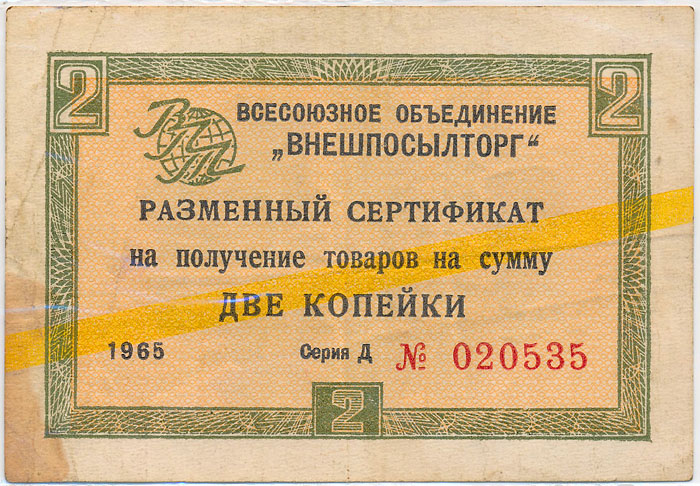 2 2
ВПТ
ВСЕСОЮЗНОЕ ОБЪЕДИНЕНИЕ
„ВНЕШПОСЫЛТОРГ“
РАЗМЕННЫЙ СЕРТИФИКАТ
на получение товаров на сумму
ДВЕ КОПЕЙКИ
1965 Серия Д № 020535
2